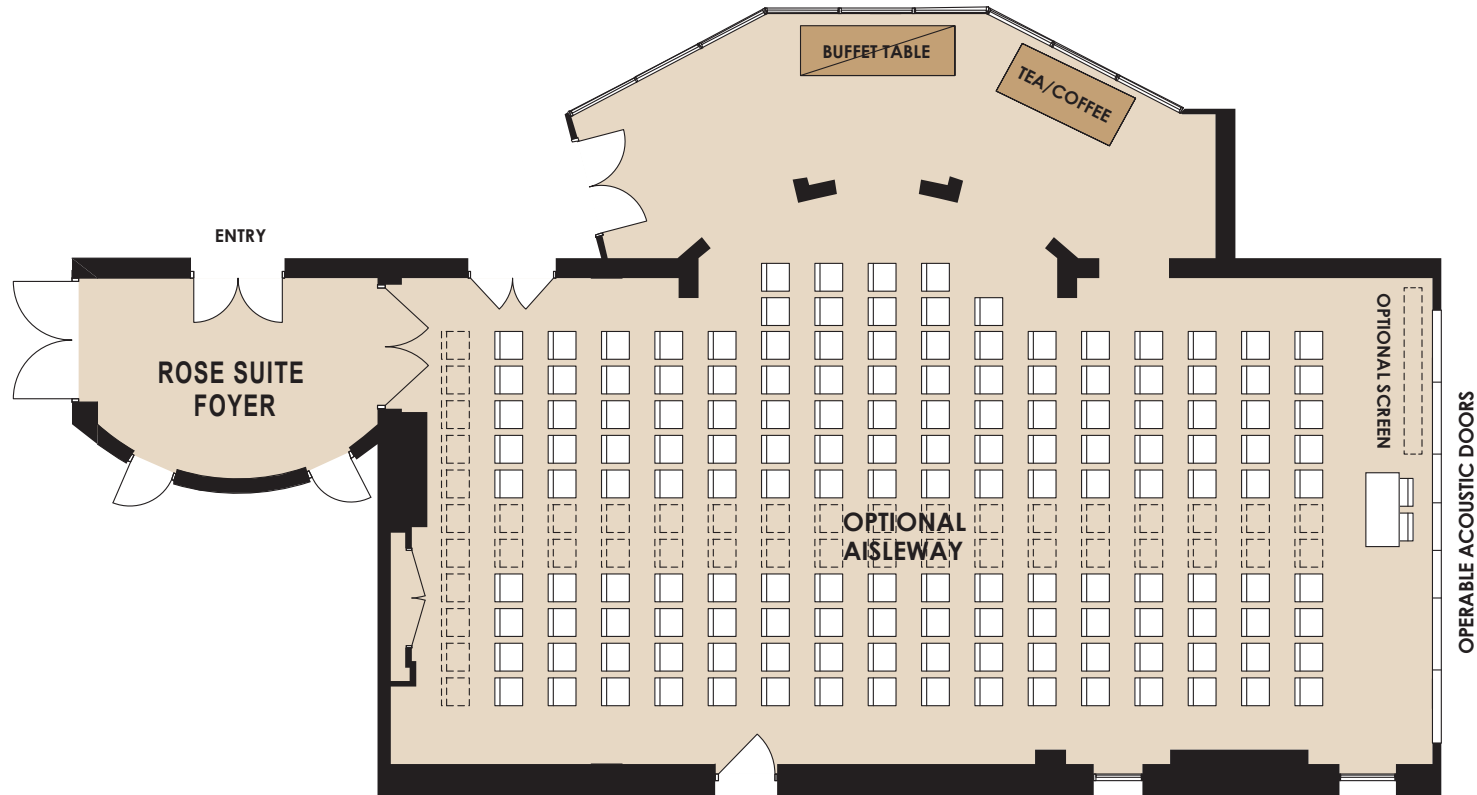 BUFFET TABLE
TEA/COFFEE
ENTRY
ROSE SUITE
FOYER
OPTIONAL SCREEN
OPERABLE ACOUSTIC DOORS
OPTIONAL
AISLEWAY